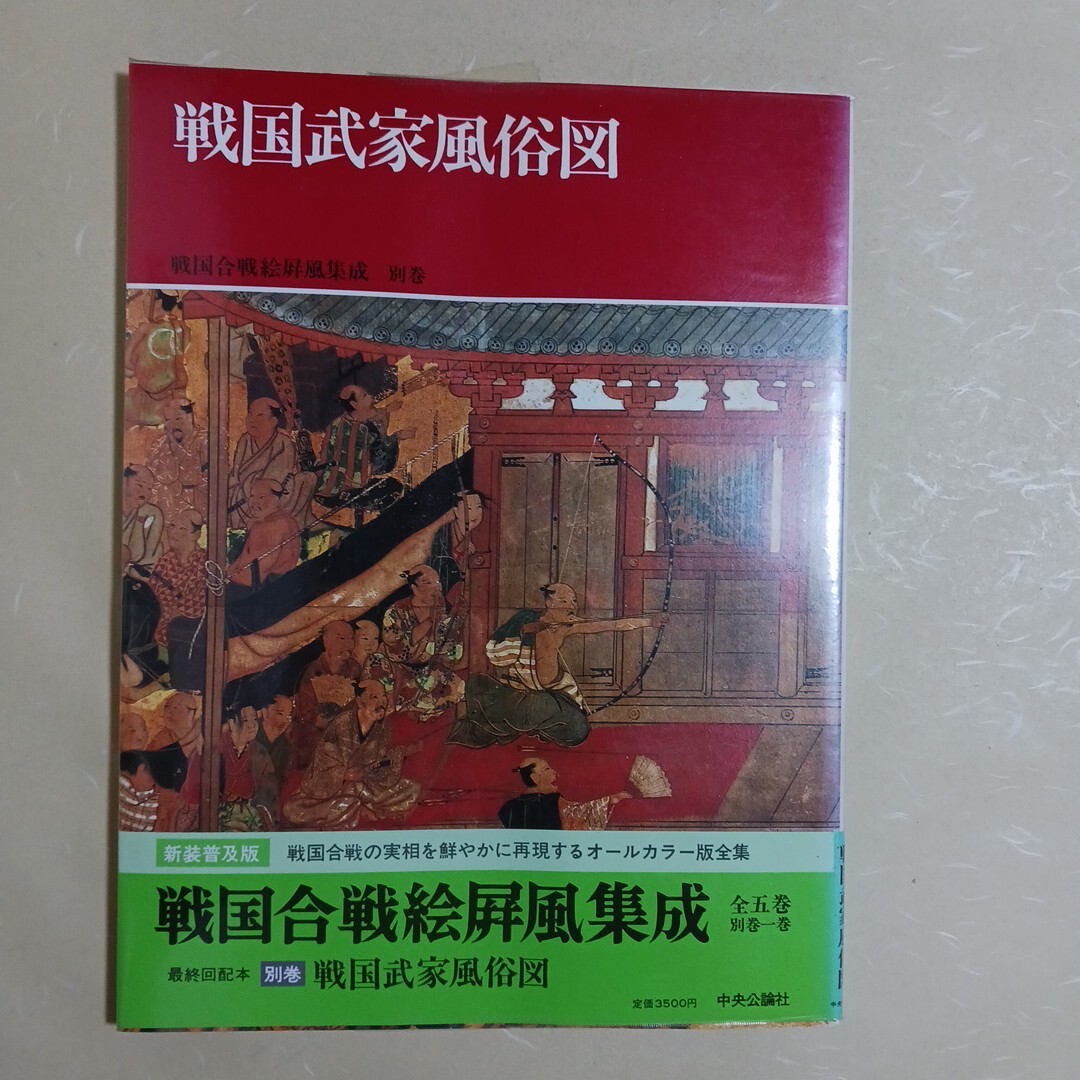 戦国武家風俗図
戦国合戦絵屏風集成 別巻
新装普及版 戦国合戦の実相を鮮やかに再現するオールカラー版全集
戦国合戦絵屏風集成 全五巻
別巻一巻
最終回配本 別巻 戦国武家風俗図
定価3500円 中央公論社